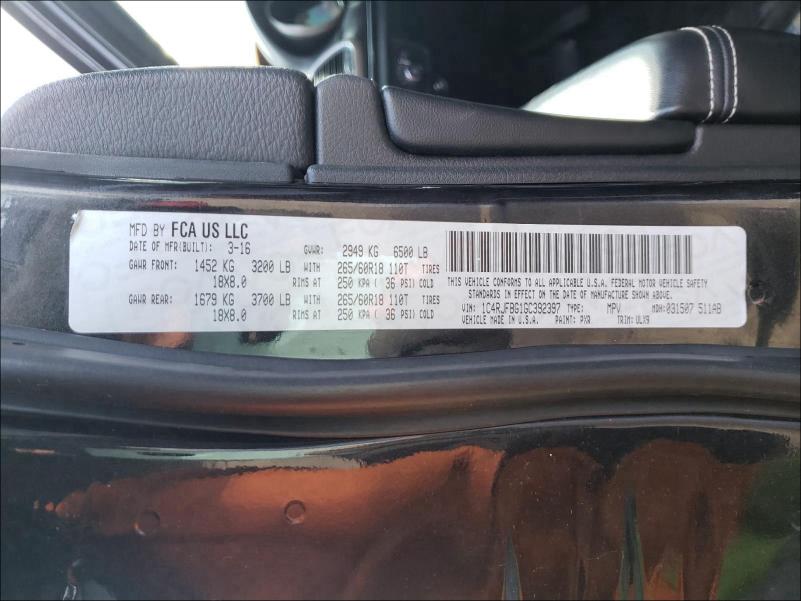 MFD BY FCA US LLC
DATE OF MFR(BUILT): 3-16 GVWR: 2949 KG 6500 LB
GAWR FRONT: 1452 KG 3200 LB WITH 265/60R18 110T TIRES
18X8.0 RIMS AT 250 KPA ( 36 PSI) COLD
GAWR REAR: 1679 KG 3700 LB WITH 265/60R18 110T TIRES
18X8.0 RIMS AT 250 KPA ( 36 PSI) COLD
THIS VEHICLE CONFORMS TO ALL APPLICABLE U.S.A. FEDERAL MOTOR VEHICLE SAFETY
STANDARDS IN EFFECT ON THE DATE OF MANUFACTURE SHOWN ABOVE.
VIN: 1C4RJFBG1GC392397 TYPE: MPV MDH: 031507 511AB
VEHICLE MADE IN U.S.A. PAINT: PXR TRIM: VLX9